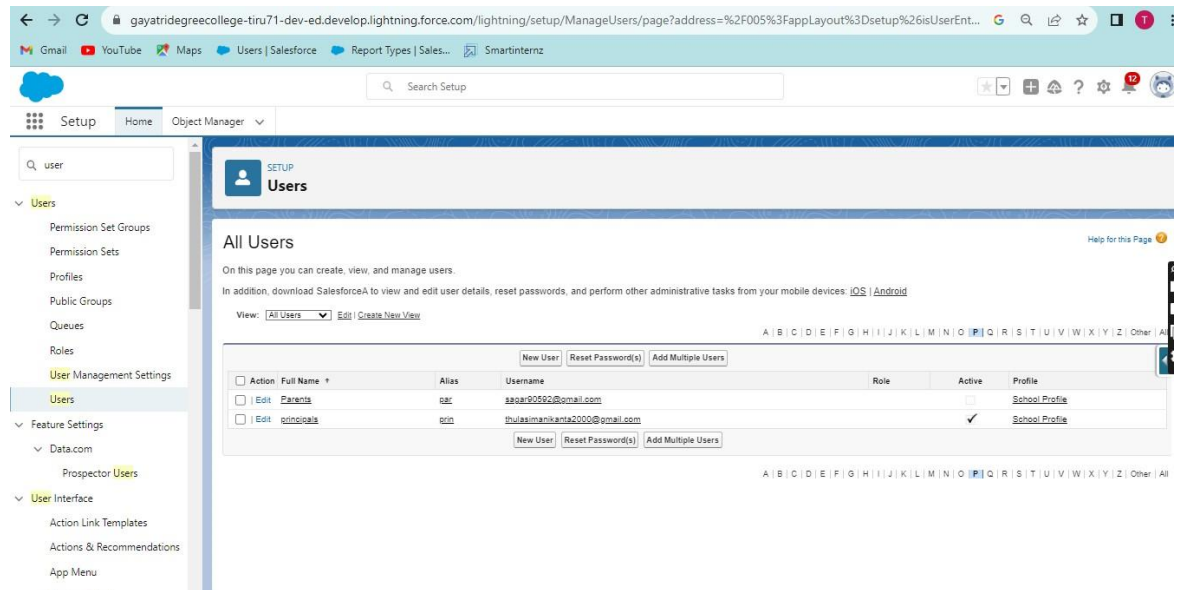 gayatridegreecollege-tiru71-dev-ed.develop.lightning.force.com/lightning/setup/ManageUsers/page?address=%2F005%3FappLayout%3Dsetup%26isUserEnt...
Gmail YouTube Maps Users | Salesforce Report Types | Sales... Smartinternz
Search Setup
12
Setup Home Object Manager
user
SETUP
Users
Users
Permission Set Groups
Permission Sets
Profiles
Public Groups
Queues
Roles
User Management Settings
Users
Feature Settings
Data.com
Prospector Users
User Interface
Action Link Templates
Actions & Recommendations
App Menu
All Users
Help for this Page
On this page you can create, view, and manage users.
In addition, download SalesforceA to view and edit user details, reset passwords, and perform other administrative tasks from your mobile devices: iOS | Android
View: All Users Edit | Create New View
A | B | C | D | E | F | G | H | I | J | K | L | M | N | O | P | Q | R | S | T | U | V | W | X | Y | Z | Other | All
New User Reset Password(s) Add Multiple Users
Action Full Name ↑ Alias Username Role Active Profile
| Edit Parents par sagar90592@gmail.com School Profile
| Edit principals prin thulasimanikanta2000@gmail.com ✓ School Profile
New User Reset Password(s) Add Multiple Users
A | B | C | D | E | F | G | H | I | J | K | L | M | N | O | P | Q | R | S | T | U | V | W | X | Y | Z | Other | All